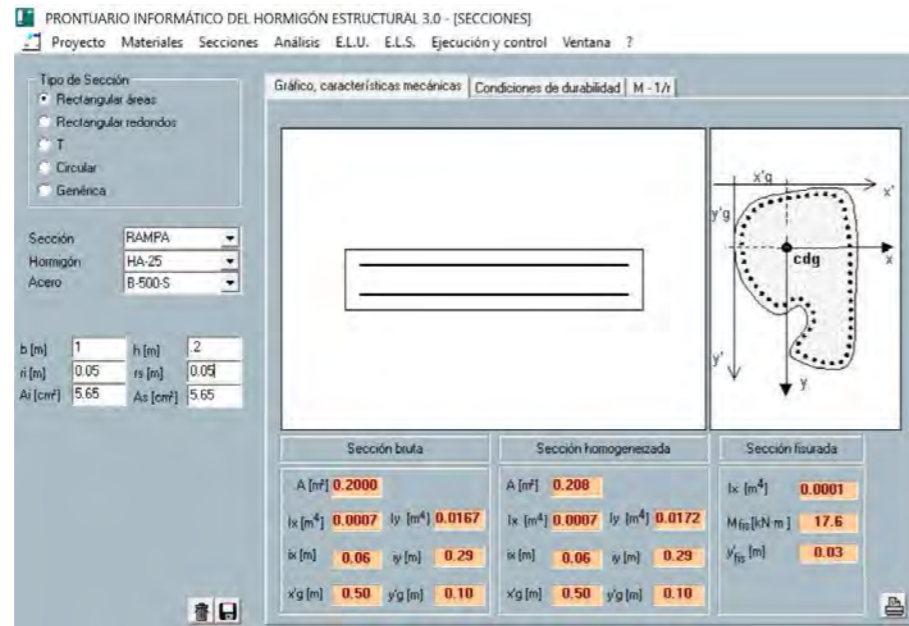 PRONTUARIO INFORMÁTICO DEL HORMIGÓN ESTRUCTURAL 3.0 - [SECCIONES]
Proyecto Materiales Secciones Análisis E.L.U. E.L.S. Ejecución y control Ventana ?
Tipo de Sección
Rectangular áreas
Rectangular redondos
T
Circular
Genérica
Sección RAMPA
Hormigón HA-25
Acero B-500-S
b [m] 1 h [m] .2
ri [m] 0.05 rs [m] 0.05
Ai [cm²] 5.65 As [cm²] 5.65
Gráfico, características mecánicas Condiciones de durabilidad M - 1/r
x'g
x'
y'g
cdg
x
y'
y
Sección bruta
A [m²] 0.2000
Ix [m⁴] 0.0007 Iy [m⁴] 0.0167
ix [m] 0.06 iy [m] 0.29
x'g [m] 0.50 y'g [m] 0.10
Sección homogeneizada
A [m²] 0.208
Ix [m⁴] 0.0007 Iy [m⁴] 0.0172
ix [m] 0.06 iy [m] 0.29
x'g [m] 0.50 y'g [m] 0.10
Sección fisurada
Ix [m⁴] 0.0001
Mfis [kN·m] 17.6
y'fis [m] 0.03